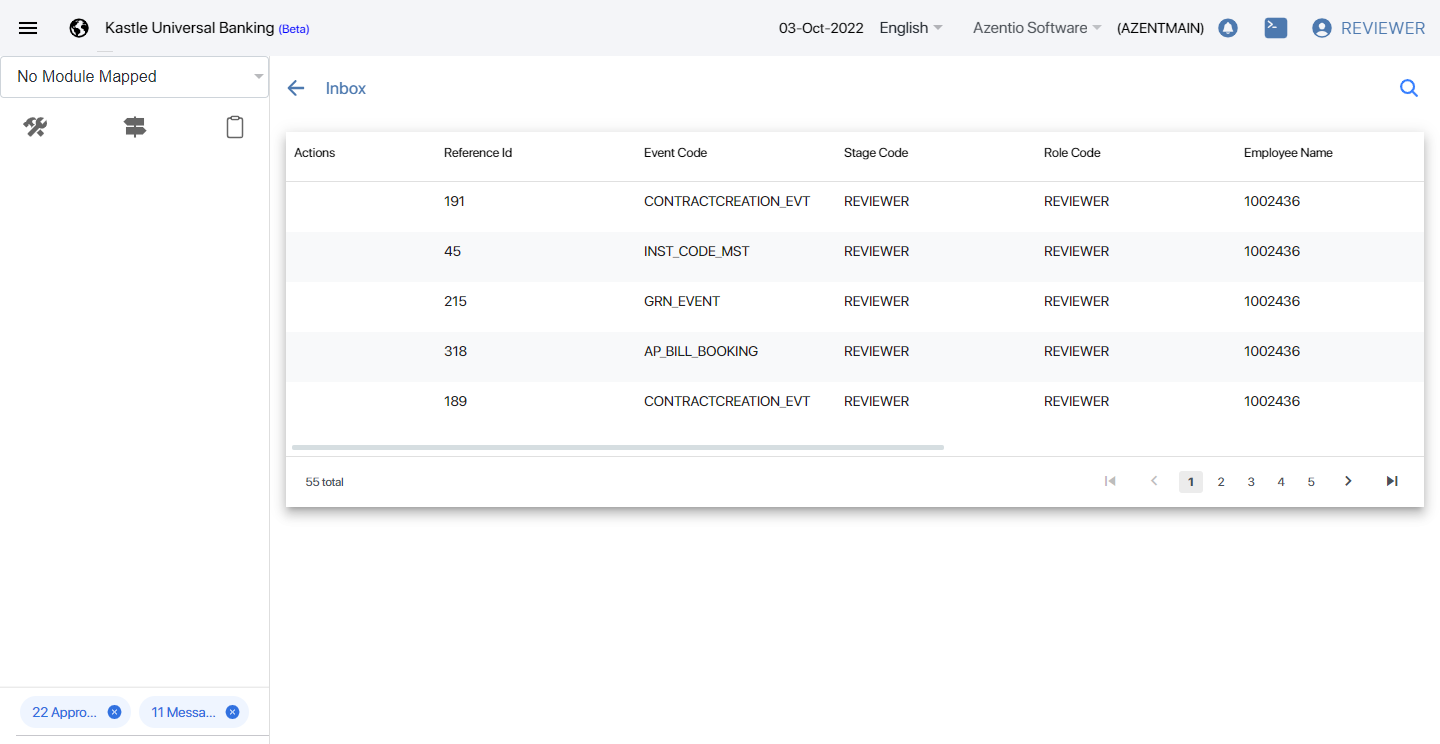 Kastle Universal Banking (Beta) 03-Oct-2022 English Azentio Software (AZENTMAIN) REVIEWER
No Module Mapped
Inbox
Actions Reference Id Event Code Stage Code Role Code Employee Name
191 CONTRACTCREATION_EVT REVIEWER REVIEWER 1002436
45 INST_CODE_MST REVIEWER REVIEWER 1002436
215 GRN_EVENT REVIEWER REVIEWER 1002436
318 AP_BILL_BOOKING REVIEWER REVIEWER 1002436
189 CONTRACTCREATION_EVT REVIEWER REVIEWER 1002436
55 total 1 2 3 4 5
22 Appro... 11 Messa...